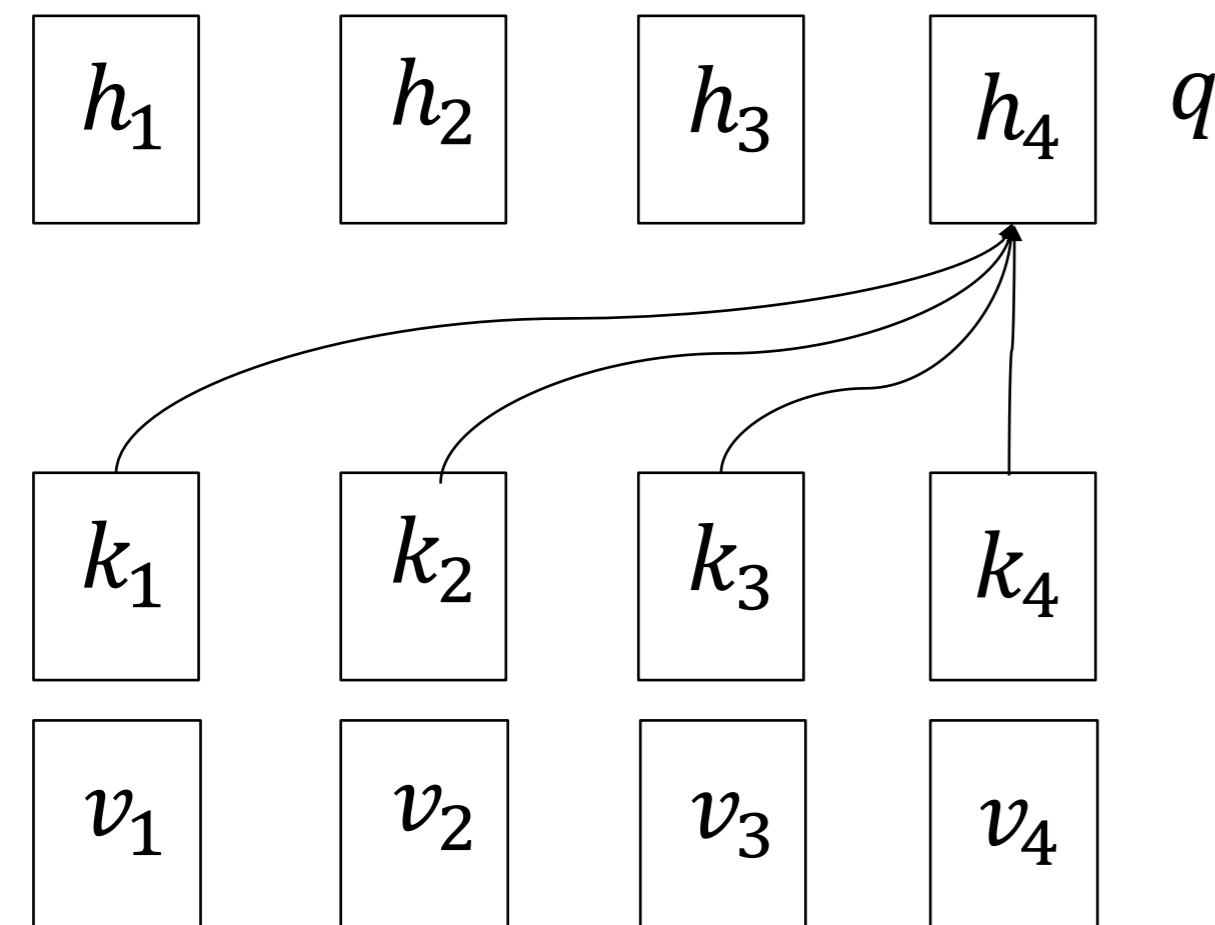 h₁ h₂ h₃ h₄ q
k₁ k₂ k₃ k₄
v₁ v₂ v₃ v₄